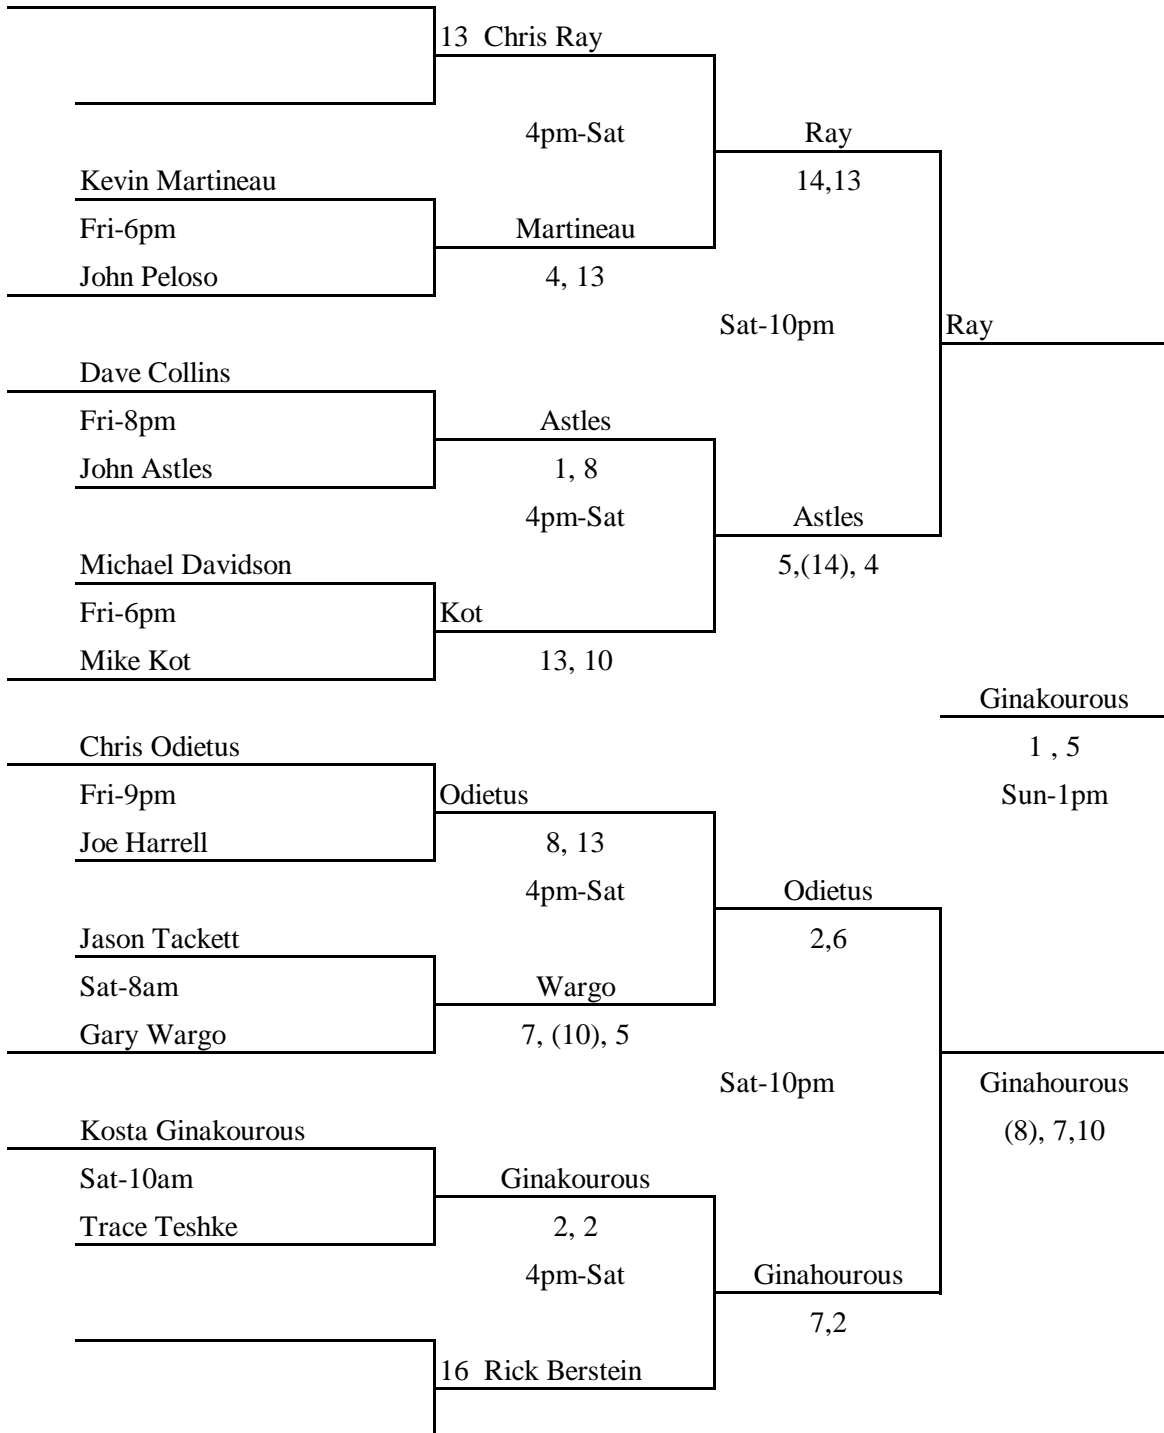 13 Chris Ray
4pm-Sat
Ray
Kevin Martineau
14,13
Fri-6pm
Martineau
John Peloso
4, 13
Sat-10pm
Ray
Dave Collins
Fri-8pm
Astles
John Astles
1, 8
4pm-Sat
Astles
Michael Davidson
5,(14), 4
Fri-6pm
Kot
Mike Kot
13, 10
Ginakourous
Chris Odietus
1 , 5
Fri-9pm
Odietus
Sun-1pm
Joe Harrell
8, 13
4pm-Sat
Odietus
Jason Tackett
2,6
Sat-8am
Wargo
Gary Wargo
7, (10), 5
Sat-10pm
Ginahourous
Kosta Ginakourous
(8), 7,10
Sat-10am
Ginakourous
Trace Teshke
2, 2
4pm-Sat
Ginahourous
7,2
16 Rick Berstein